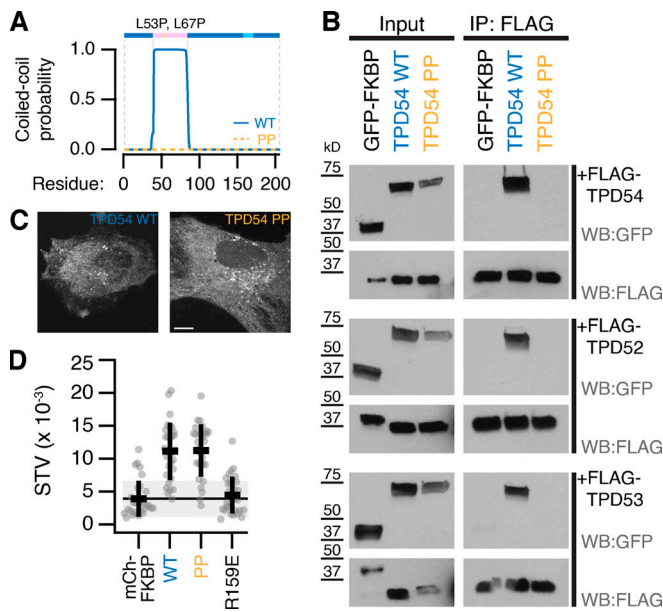 A
L53P, L67P
Coiled-coil
probability
1.0
0.5
0.0
WT
PP
Residue: 0 50 100 150 200
B
Input
IP: FLAG
GFP-FKBP
TPD54 WT
TPD54 PP
GFP-FKBP
TPD54 WT
TPD54 PP
kD
75
50
37
+FLAG-
TPD54
WB:GFP
50
37
WB:FLAG
75
50
37
+FLAG-
TPD52
WB:GFP
50
37
WB:FLAG
75
50
37
+FLAG-
TPD53
WB:GFP
50
37
WB:FLAG
C
TPD54 WT
TPD54 PP
D
STV (x 10⁻³)
25
20
15
10
5
0
mCh-
FKBP
WT
PP
R159E